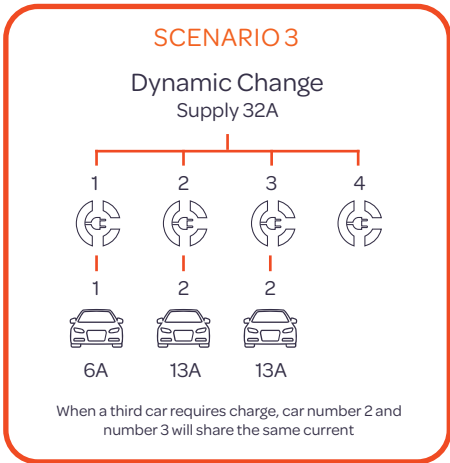 SCENARIO 3
Dynamic Change
Supply 32A
1 2 3 4
1 2 2
6A 13A 13A
When a third car requires charge, car number 2 and
number 3 will share the same current